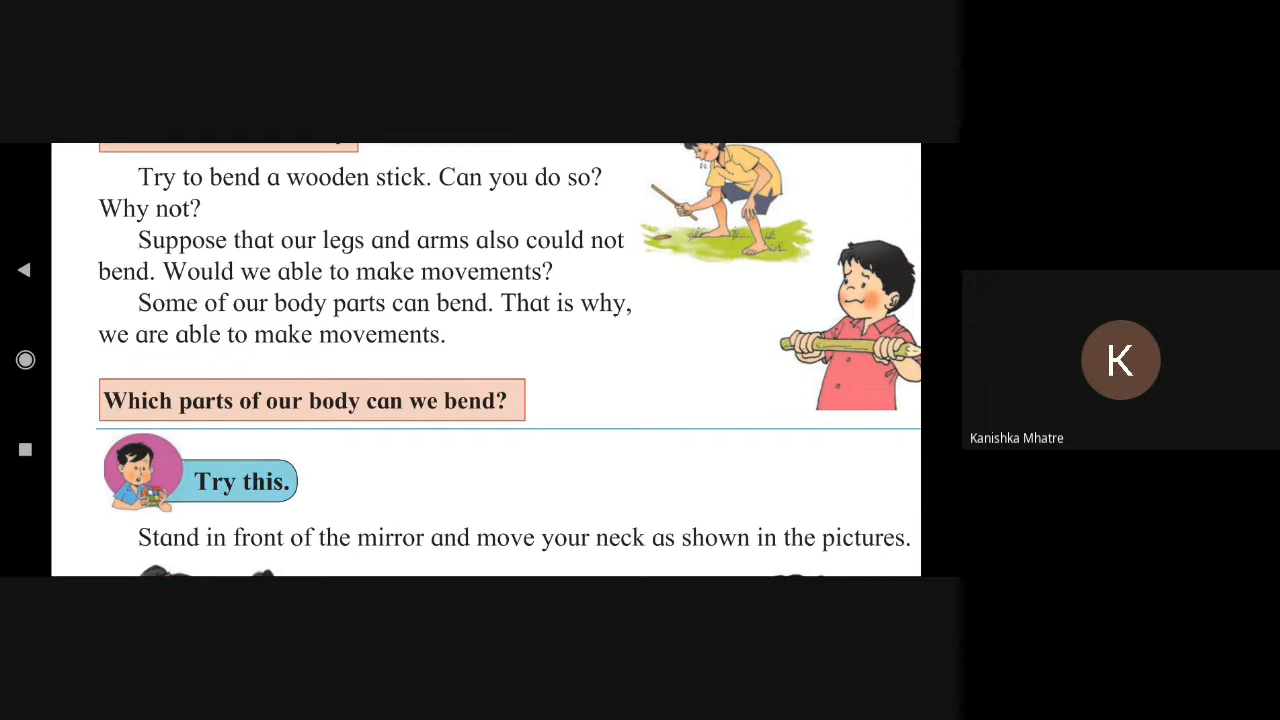 Try to bend a wooden stick. Can you do so?
Why not?
Suppose that our legs and arms also could not
bend. Would we able to make movements?
Some of our body parts can bend. That is why,
we are able to make movements.
Which parts of our body can we bend?
Try this.
Stand in front of the mirror and move your neck as shown in the pictures.
K
Kanishka Mhatre